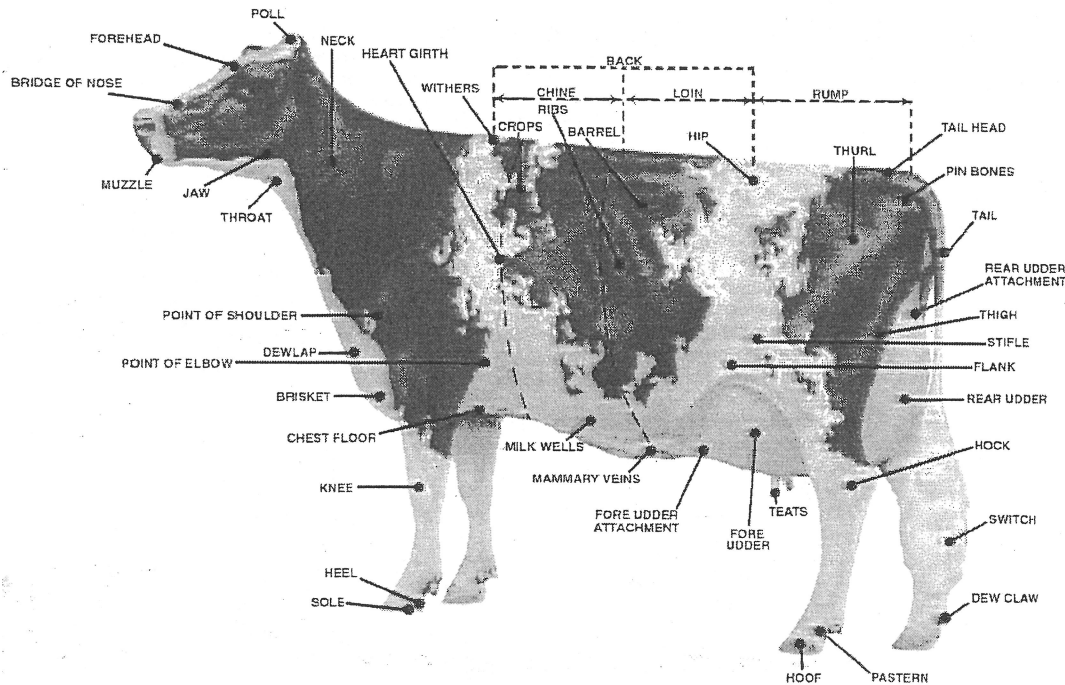 POLL
FOREHEAD
NECK
HEART GIRTH
BACK
BRIDGE OF NOSE
WITHERS
CHINE
LOIN
RUMP
RIBS
CROPS
BARREL
HIP
THURL
TAIL HEAD
PIN BONES
MUZZLE
JAW
THROAT
TAIL
REAR UDDER
ATTACHMENT
POINT OF SHOULDER
THIGH
DEWLAP
STIFLE
POINT OF ELBOW
FLANK
BRISKET
REAR UDDER
CHEST FLOOR
MILK WELLS
HOCK
MAMMARY VEINS
KNEE
FORE UDDER
ATTACHMENT
TEATS
FORE
UDDER
SWITCH
HEEL
SOLE
DEW CLAW
HOOF
PASTERN